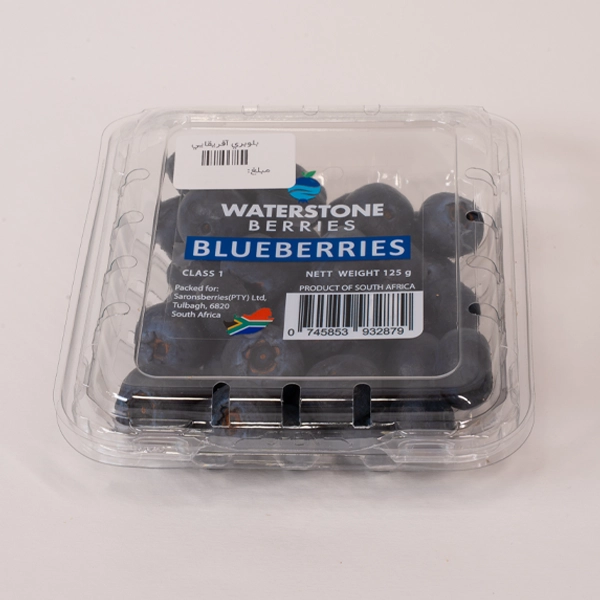 بلوبري آفریقایي
مبلغ:
WATERSTONE
BERRIES
BLUEBERRIES
CLASS 1
NETT WEIGHT 125 g
Packed for:
Saronsberries(PTY) Ltd,
Tulbagh, 6820
South Africa
PRODUCT OF SOUTH AFRICA
0 745853 932879